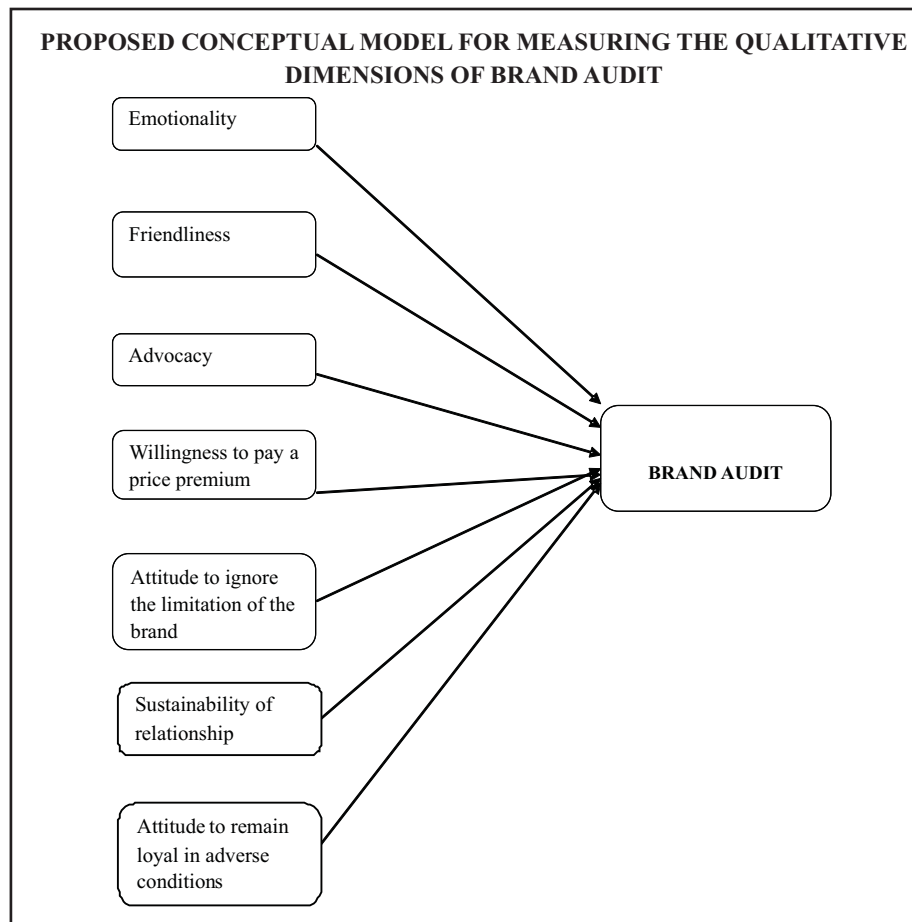 PROPOSED CONCEPTUAL MODEL FOR MEASURING THE QUALITATIVE
DIMENSIONS OF BRAND AUDIT
Emotionality
Friendliness
Advocacy
Willingness to pay a
price premium
Attitude to ignore
the limitation of the
brand
Sustainability of
relationship
Attitude to remain
loyal in adverse
conditions
BRAND AUDIT